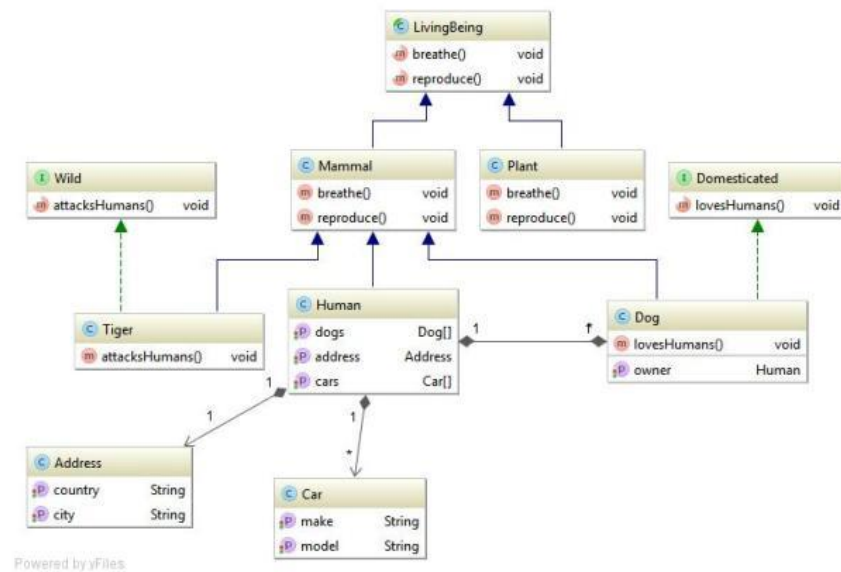 LivingBeing
breathe() void
reproduce() void
Mammal
breathe() void
reproduce() void
Plant
breathe() void
reproduce() void
Wild
attacksHumans() void
Domesticated
lovesHumans() void
Tiger
attacksHumans() void
Human
dogs Dog[]
address Address
cars Car[]
1
Dog
lovesHumans() void
owner Human
1
1
1
*
Address
country String
city String
Car
make String
model String
Powered by yFiles